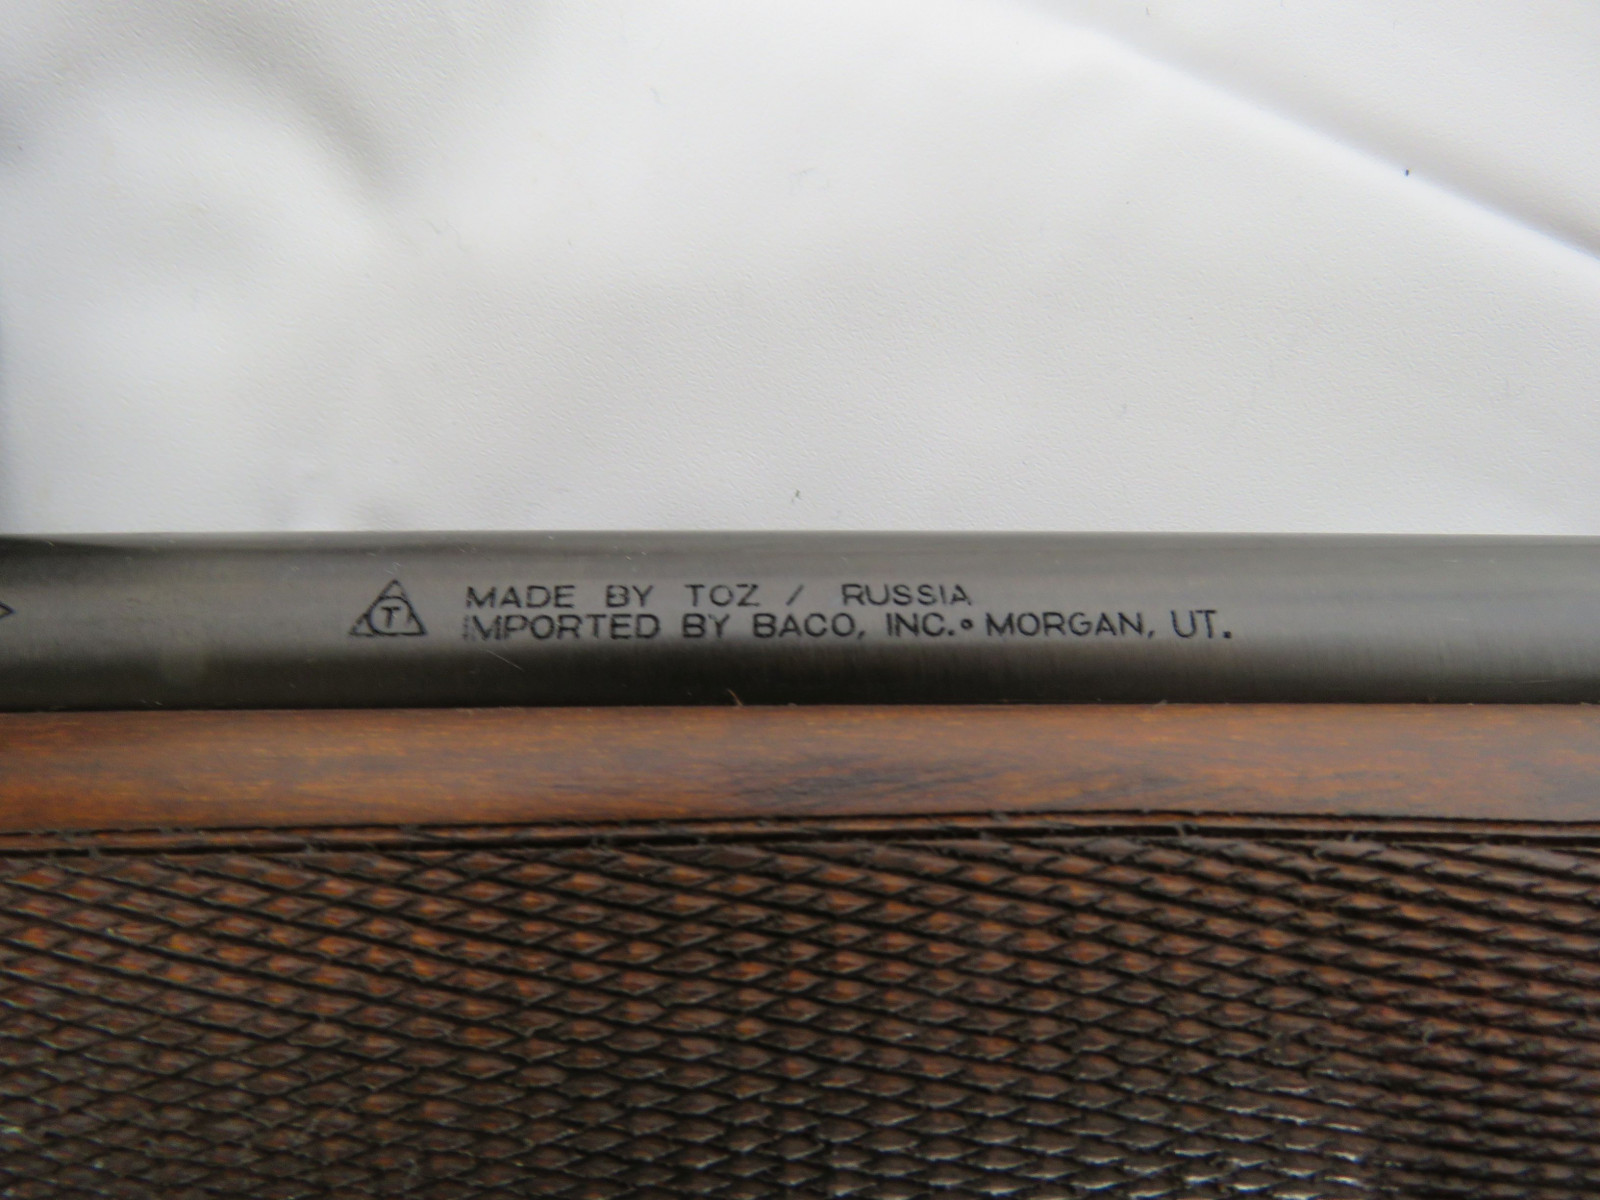 T
MADE BY TOZ / RUSSIA
IMPORTED BY BACO, INC. • MORGAN, UT.